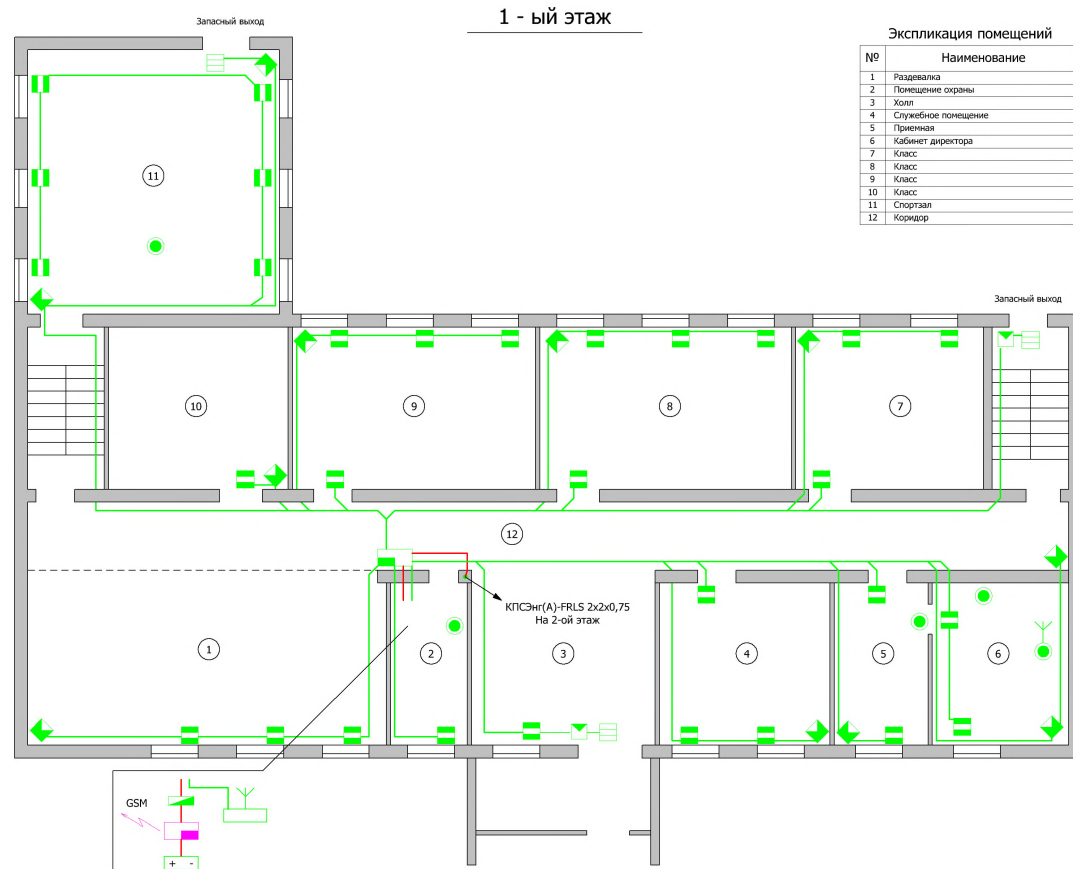 1 - ый этаж
Запасный выход
Экспликация помещений
№ Наименование
1 Раздевалка
2 Помещение охраны
3 Холл
4 Служебное помещение
5 Приемная
6 Кабинет директора
7 Класс
8 Класс
9 Класс
10 Класс
11 Спортзал
12 Коридор
11
Запасный выход
10
9
8
7
12
КПСЭнг(А)-FRLS 2x2x0,75
На 2-ой этаж
1
2
3
4
5
6
GSM
+ -